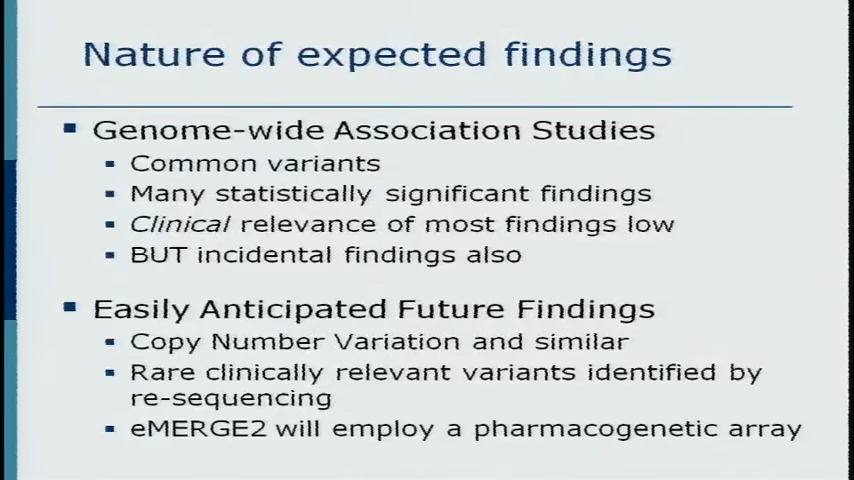 Nature of expected findings
Genome-wide Association Studies
Common variants
Many statistically significant findings
Clinical relevance of most findings low
BUT incidental findings also
Easily Anticipated Future Findings
Copy Number Variation and similar
Rare clinically relevant variants identified by
re-sequencing
eMERGE2 will employ a pharmacogenetic array